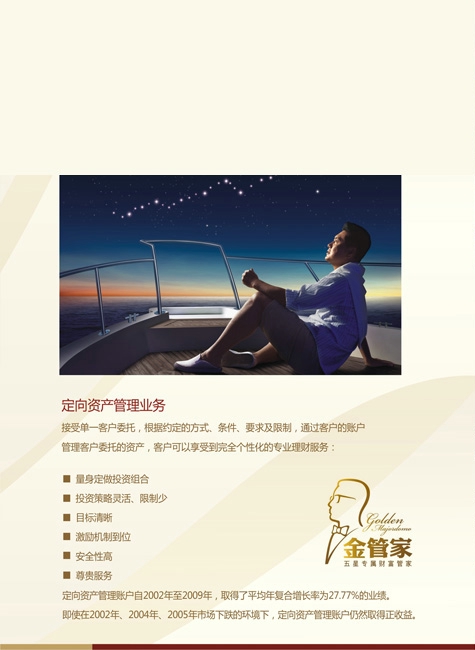 定向资产管理业务
接受单一客户委托，根据约定的方式、条件、要求及限制，通过客户的账户
管理客户委托的资产，客户可以享受到完全个性化的专业理财服务：
■ 量身定做投资组合
■ 投资策略灵活、限制少
■ 目标清晰
■ 激励机制到位
■ 安全性高
■ 尊贵服务
Golden
Majordome
金管家
五星专属财富管家
定向资产管理账户自2002年至2009年，取得了平均年复合增长率为27.77%的业绩。
即使在2002年、2004年、2005年市场下跌的环境下，定向资产管理账户仍然取得正收益。